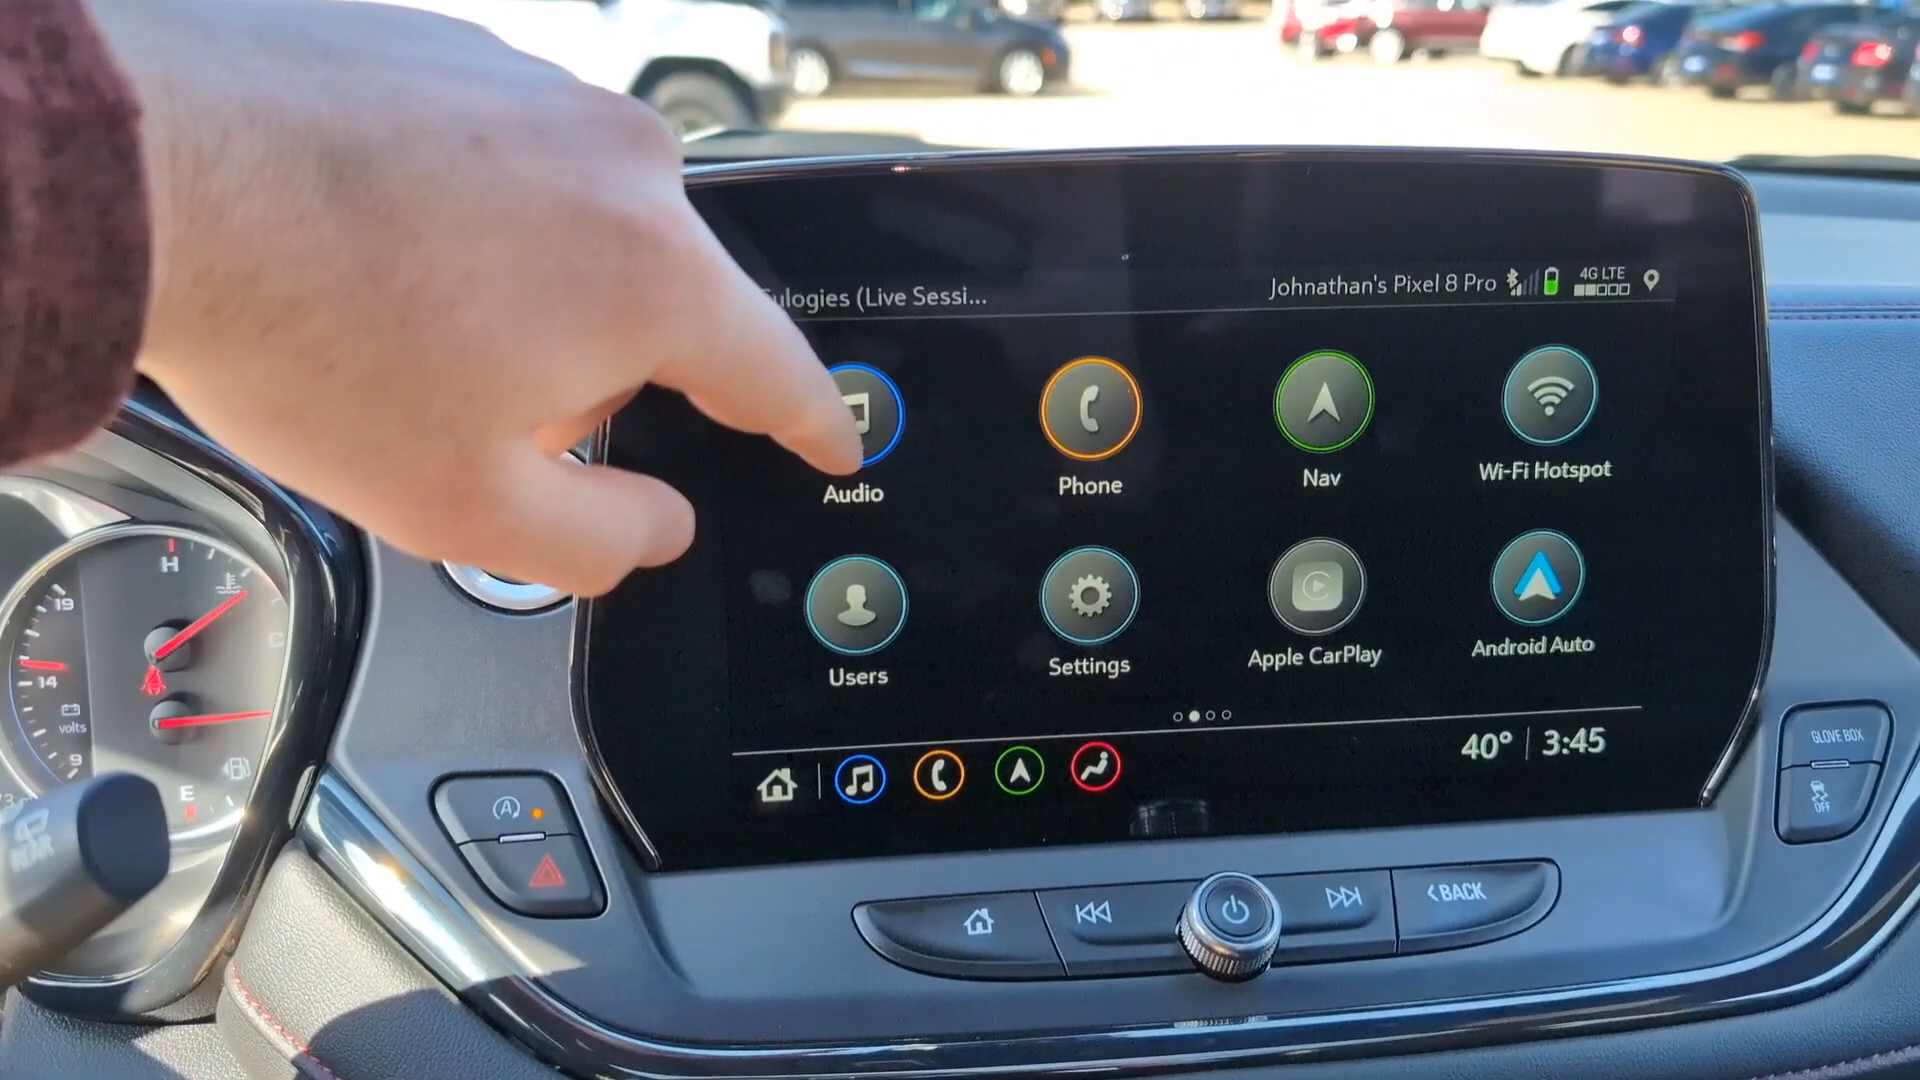 ulogies (Live Sessi...
Johnathan's Pixel 8 Pro
4G LTE
Audio
Phone
Nav
Wi-Fi Hotspot
Users
Settings
Apple CarPlay
Android Auto
40° 3:45
H
C
19
14
volts
9
E
A
REAR
BACK
GLOVE BOX
OFF